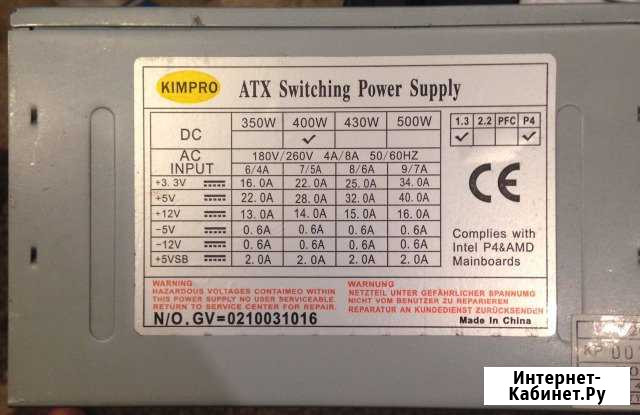 KIMPRO
ATX Switching Power Supply
DC 350W 400W 430W 500W
✓
AC INPUT 180V/260V 4A/8A 50/60HZ
6/4A 7/5A 8/6A 9/7A
+3.3V 16.0A 22.0A 25.0A 34.0A
+5V 22.0A 28.0A 32.0A 40.0A
+12V 13.0A 14.0A 15.0A 16.0A
-5V 0.6A 0.6A 0.6A 0.6A
-12V 0.6A 0.6A 0.6A 0.6A
+5VSB 2.0A 2.0A 2.0A 2.0A
1.3 2.2 PFC P4
✓ ✓
CE
Complies with
Intel P4&AMD
Mainboards
WARNING
HAZARDOUS VOLTAGES CONTAIMEO WITHIN
THIS POWER SUPPLY NO USER SERVICEABLE.
RETURN TO SERVICE CENTER FOR REPAIR.
WARNUNG
NETZTEIL UNTER GEFÄHRLICHER SPANNUNG
NICHT VOM BENUTZER ZU REPARIEREN
REPARATUR AN KUNDEDIENST ZURÜCKSENDEN
N/O.GV=0210031016
Made In China
Интернет-
Кабинет.Ру